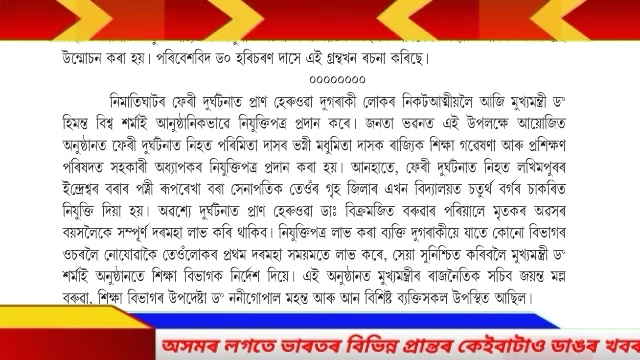 উন্মোচন কৰা হয়। পৰিবেশবিদ ড০ হৰিচৰণ দাসে এই গ্ৰন্থখন ৰচনা কৰিছে।
oooooooo
নিমাতিঘাটৰ ফেৰী দুৰ্ঘটনাত প্ৰাণ হেৰুওৱা দুগৰাকী লোকৰ নিকটআত্মীয়লৈ আজি মুখ্যমন্ত্ৰী ড°
হিমন্ত বিশ্ব শৰ্মাই আনুষ্ঠানিকভাৱে নিযুক্তিপত্ৰ প্ৰদান কৰে। জনতা ভৱনত এই উপলক্ষে আয়োজিত
অনুষ্ঠানত ফেৰী দুৰ্ঘটনাত নিহত পৰিমিতা দাসৰ ভগ্নী মধুমিতা দাসক ৰাজ্যিক শিক্ষা গৱেষণা আৰু প্ৰশিক্ষণ
পৰিষদত সহকাৰী অধ্যাপকৰ নিযুক্তিপত্ৰ প্ৰদান কৰা হয়। আনহাতে, ফেৰী দুৰ্ঘটনাত নিহত লখিমপুৰৰ
ইন্দ্ৰেশ্বৰ বৰাৰ পত্নী ৰূপৰেখা বৰা সেনাপতিক তেওঁৰ গৃহ জিলাৰ এখন বিদ্যালয়ত চতুৰ্থ বৰ্গৰ চাকৰিত
নিযুক্তি দিয়া হয়। অৱশ্যে দুৰ্ঘটনাত প্ৰাণ হেৰুওৱা ডাঃ বিক্ৰমজিত বৰুৱাৰ পৰিয়ালে মৃতকৰ অৱসৰ
বয়সলৈকে সম্পূৰ্ণ দৰমহা লাভ কৰি থাকিব। নিযুক্তিপত্ৰ লাভ কৰা ব্যক্তি দুগৰাকীয়ে যাতে কোনো বিভাগৰ
ওচৰলৈ নোযোৱাকৈ তেওঁলোকৰ প্ৰথম দৰমহা সময়মতে লাভ কৰে, সেয়া সুনিশ্চিত কৰিবলৈ মুখ্যমন্ত্ৰী ড°
শৰ্মাই অনুষ্ঠানতে শিক্ষা বিভাগক নিৰ্দেশ দিয়ে। এই অনুষ্ঠানত মুখ্যমন্ত্ৰীৰ ৰাজনৈতিক সচিব জয়ন্ত মল্ল
বৰুৱা, শিক্ষা বিভাগৰ উপদেষ্টা ড° ননীগোপাল মহন্ত আৰু আন বিশিষ্ট ব্যক্তিসকল উপস্থিত আছিল।
অসমৰ লগতে ভাৰতৰ বিভিন্ন প্ৰান্তৰ কেইবাটাও ডাঙৰ খবৰ